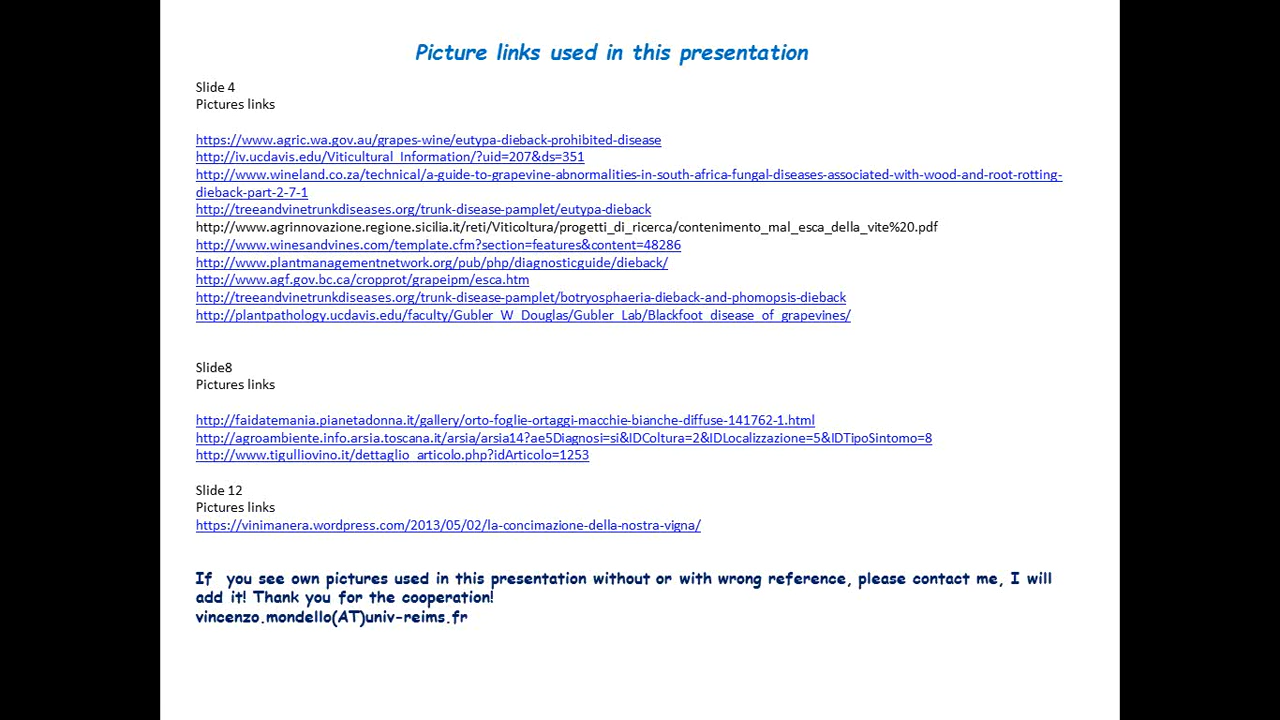 Picture links used in this presentation
Slide 4
Pictures links
https://www.agric.wa.gov.au/grapes-wine/eutypa-dieback-prohibited-disease
http://iv.ucdavis.edu/Viticultural_Information/?uid=207&ds=351
http://www.wineland.co.za/technical/a-guide-to-grapevine-abnormalities-in-south-africa-fungal-diseases-associated-with-wood-and-root-rotting-
dieback-part-2-7-1
http://treeandvinetrunkdiseases.org/trunk-disease-pamplet/eutypa-dieback
http://www.agrinnovazione.regione.sicilia.it/reti/Viticoltura/progetti_di_ricerca/contenimento_mal_esca_della_vite%20.pdf
http://www.winesandvines.com/template.cfm?section=features&content=48286
http://www.plantmanagementnetwork.org/pub/php/diagnosticguide/dieback/
http://www.agf.gov.bc.ca/cropprot/grapeipm/esca.htm
http://treeandvinetrunkdiseases.org/trunk-disease-pamplet/botryosphaeria-dieback-and-phomopsis-dieback
http://plantpathology.ucdavis.edu/faculty/Gubler_W_Douglas/Gubler_Lab/Blackfoot_disease_of_grapevines/
Slide8
Pictures links
http://faidatemania.pianetadonna.it/gallery/orto-foglie-ortaggi-macchie-bianche-diffuse-141762-1.html
http://agroambiente.info.arsia.toscana.it/arsia/arsia14?ae5Diagnosi=si&IDColtura=2&IDLocalizzazione=5&IDTipoSintomo=8
http://www.tigulliovino.it/dettaglio_articolo.php?idArticolo=1253
Slide 12
Pictures links
https://vinimanera.wordpress.com/2013/05/02/la-concimazione-della-nostra-vigna/
If  you see own pictures used in this presentation without or with wrong reference, please contact me, I will
add it! Thank you for the cooperation!
vincenzo.mondello(AT)univ-reims.fr